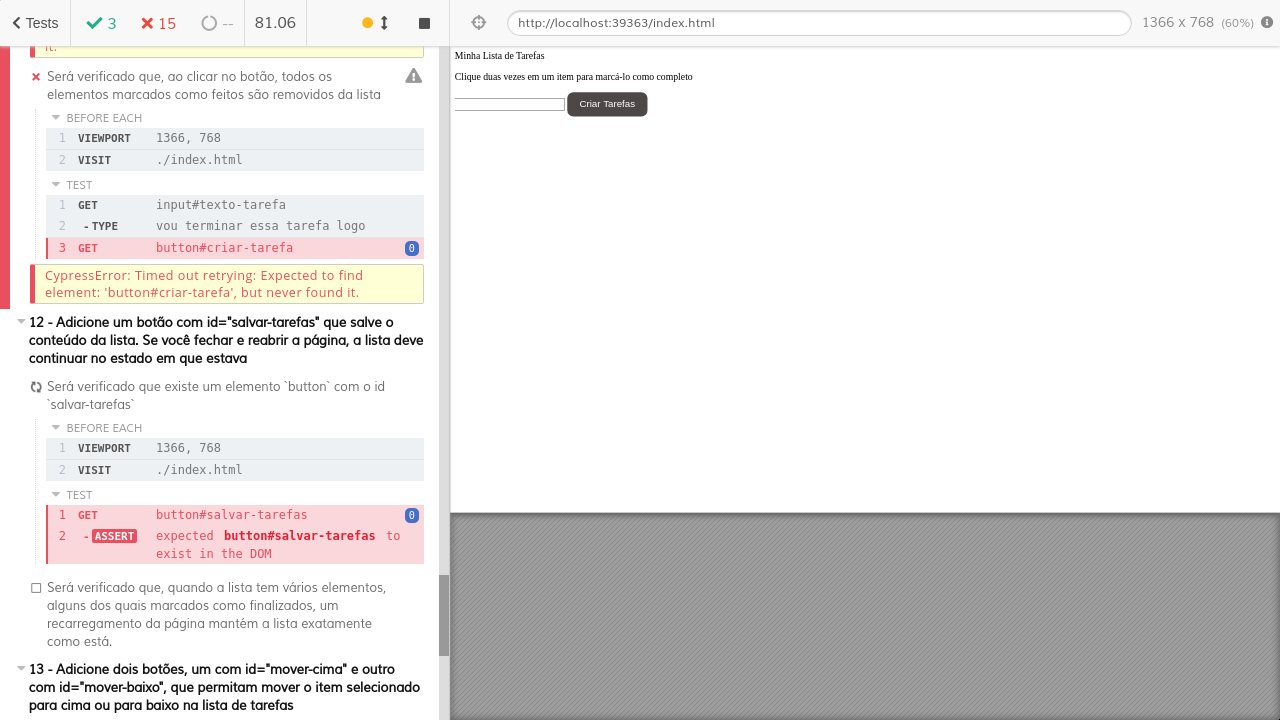 Tests 3 15 -- 81.06
http://localhost:39363/index.html 1366 x 768 (60%)
it.
Será verificado que, ao clicar no botão, todos os
elementos marcados como feitos são removidos da lista
BEFORE EACH
1 VIEWPORT 1366, 768
2 VISIT ./index.html
TEST
1 GET input#texto-tarefa
2 -TYPE vou terminar essa tarefa logo
3 GET button#criar-tarefa 0
CypressError: Timed out retrying: Expected to find
element: 'button#criar-tarefa', but never found it.
12 - Adicione um botão com id="salvar-tarefas" que salve o
conteúdo da lista. Se você fechar e reabrir a página, a lista deve
continuar no estado em que estava
Será verificado que existe um elemento `button` com o id
`salvar-tarefas`
BEFORE EACH
1 VIEWPORT 1366, 768
2 VISIT ./index.html
TEST
1 GET button#salvar-tarefas 0
2 -ASSERT expected button#salvar-tarefas to
exist in the DOM
Será verificado que, quando a lista tem vários elementos,
alguns dos quais marcados como finalizados, um
recarregamento da página mantém a lista exatamente
como está.
13 - Adicione dois botões, um com id="mover-cima" e outro
com id="mover-baixo", que permitam mover o item selecionado
para cima ou para baixo na lista de tarefas
Minha Lista de Tarefas
Clique duas vezes em um item para marcá-lo como completo
Criar Tarefas